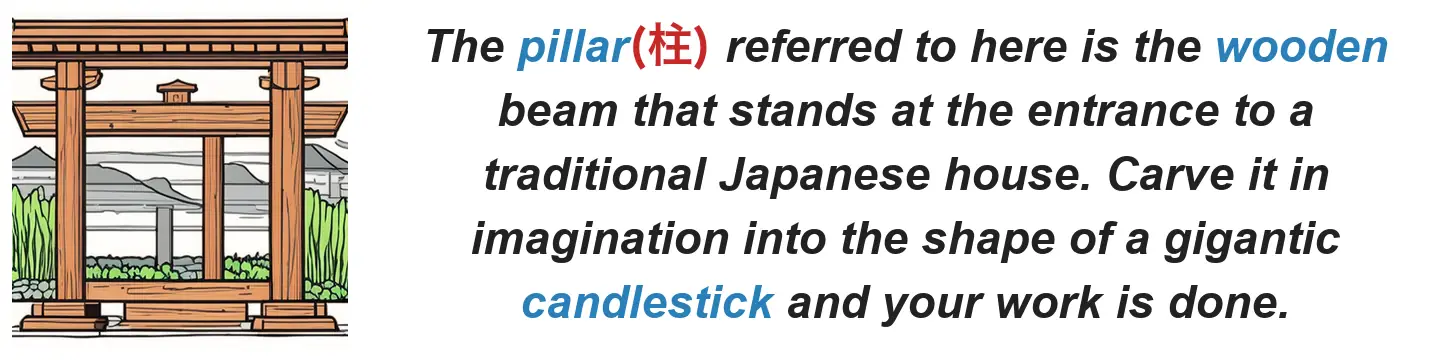 The pillar(柱) referred to here is the wooden
beam that stands at the entrance to a
traditional Japanese house. Carve it in
imagination into the shape of a gigantic
candlestick and your work is done.